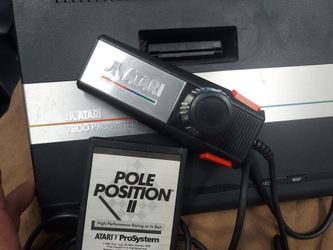 ATARI
ATARI
7800 PROSYSTEM
RESET
POLE
POSITION
II
High-Performance Racing at Its Best
ATARI ProSystem